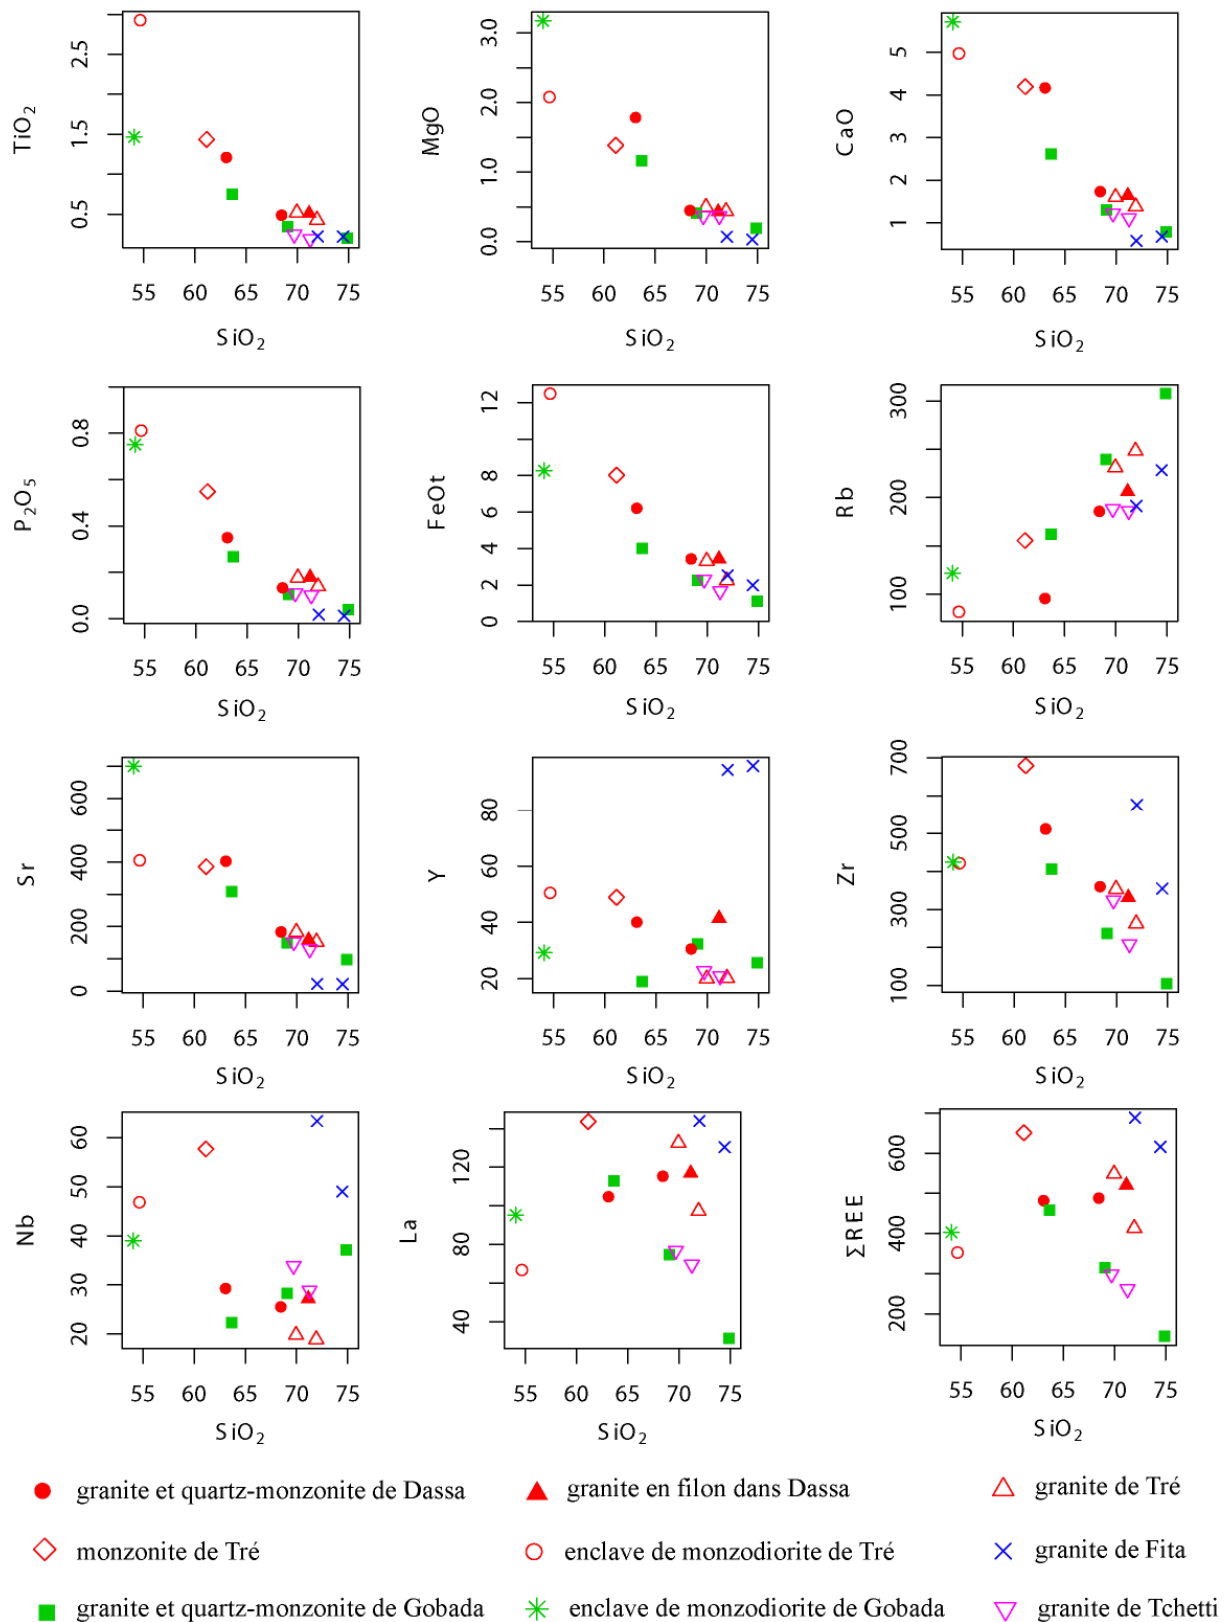 TiO2
2.5
1.5
0.5
55 60 65 70 75
SiO2
MgO
3.0
2.0
1.0
0.0
55 60 65 70 75
SiO2
CaO
5
4
3
2
1
55 60 65 70 75
SiO2
P2O5
0.8
0.4
0.0
55 60 65 70 75
SiO2
FeOt
12
8
6
4
2
0
55 60 65 70 75
SiO2
Rb
300
200
100
55 60 65 70 75
SiO2
Sr
600
400
200
0
55 60 65 70 75
SiO2
Y
80
60
40
20
55 60 65 70 75
SiO2
Zr
700
500
300
100
55 60 65 70 75
SiO2
Nb
60
50
40
30
20
55 60 65 70 75
SiO2
La
120
80
40
55 60 65 70 75
SiO2
ΣREE
600
400
200
55 60 65 70 75
SiO2
granite et quartz-monzonite de Dassa
granite en filon dans Dassa
granite de Tré
monzonite de Tré
enclave de monzodiorite de Tré
granite de Fita
granite et quartz-monzonite de Gobada
enclave de monzodiorite de Gobada
granite de Tchetti